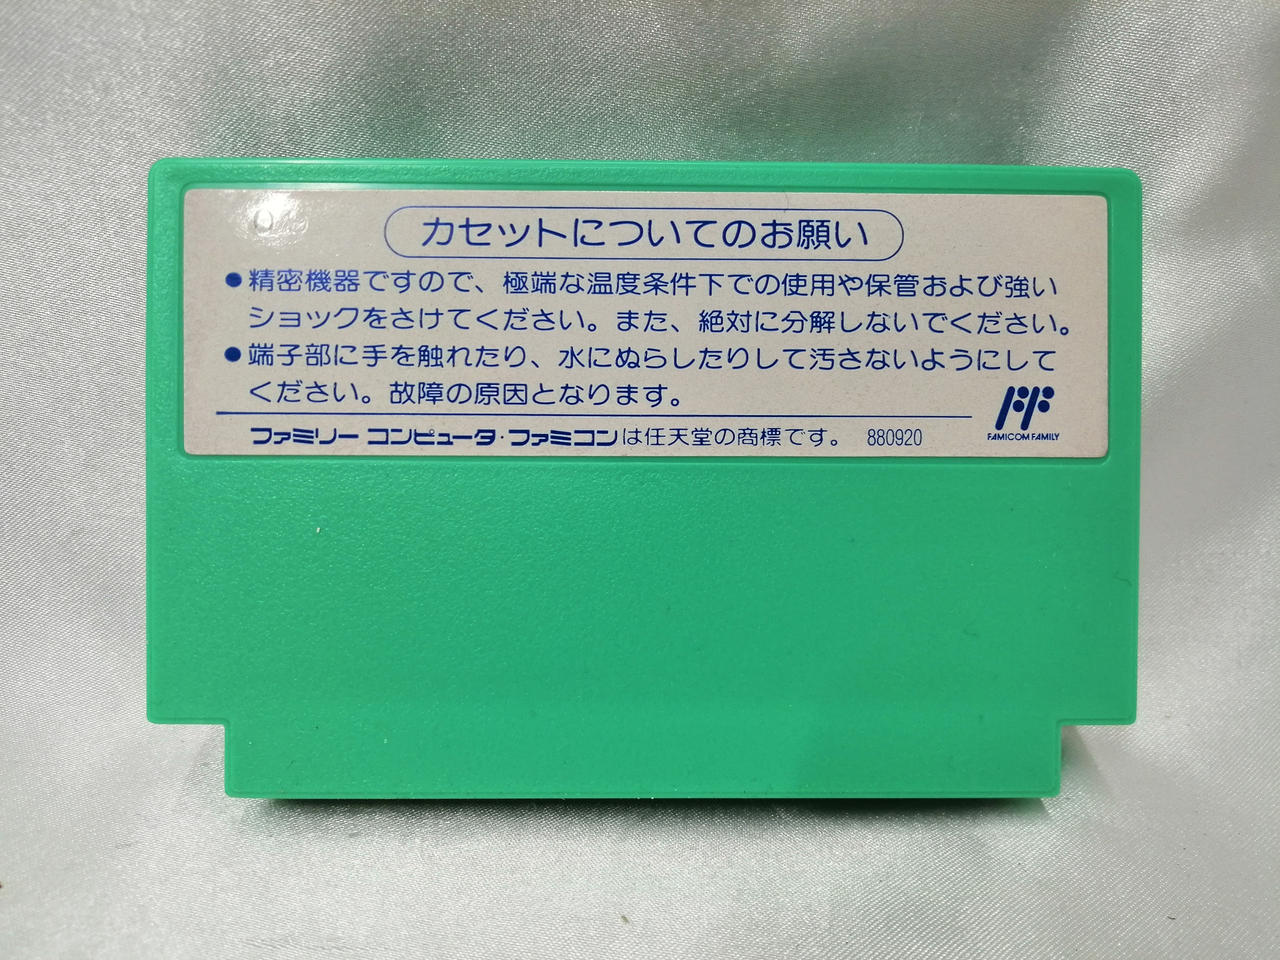 カセットについてのお願い
●精密機器ですので、極端な温度条件下での使用や保管および強い
ショックをさけてください。また、絶対に分解しないでください。
●端子部に手を触れたり、水にぬらしたりして汚さないようにして
ください。故障の原因となります。
ファミリー コンピュータ・ファミコンは任天堂の商標です。 880920
FAMICOM FAMILY